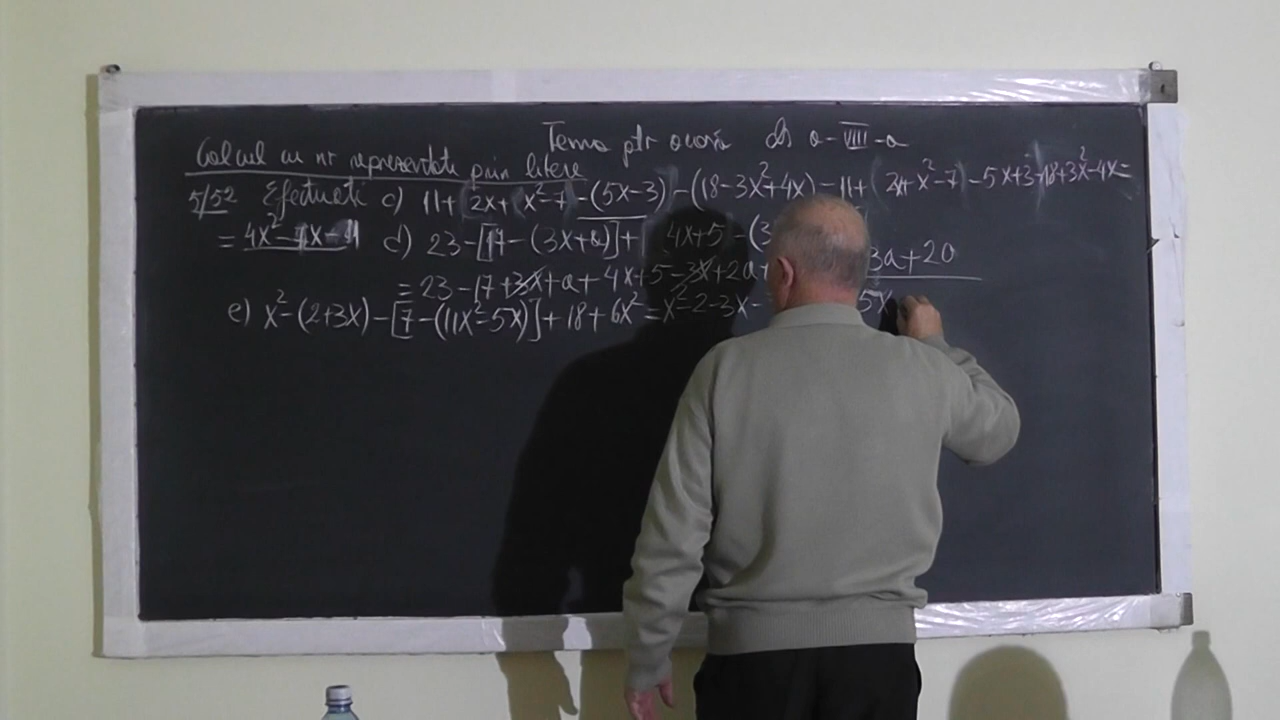 Tema ptr acasă cls a-VIII-a
Calcul cu nr reprezentate prin litere
5/52 Efectuați c) 11+(2x+(x²-7)-(5x-3)-(18-3x²+4x)=11+(2x+x²-7)-5x+3-18+3x²-4x=
=4x²-7x-11 d) 23-[17-(3x+a)]+ 4x+5-(3 3a+20
=23-17+3x+a+4x+5-3x+2a+
e) x²-(2+3x)-[7-(11x²-5x)]+18+6x²=x²-2-3x- 5x